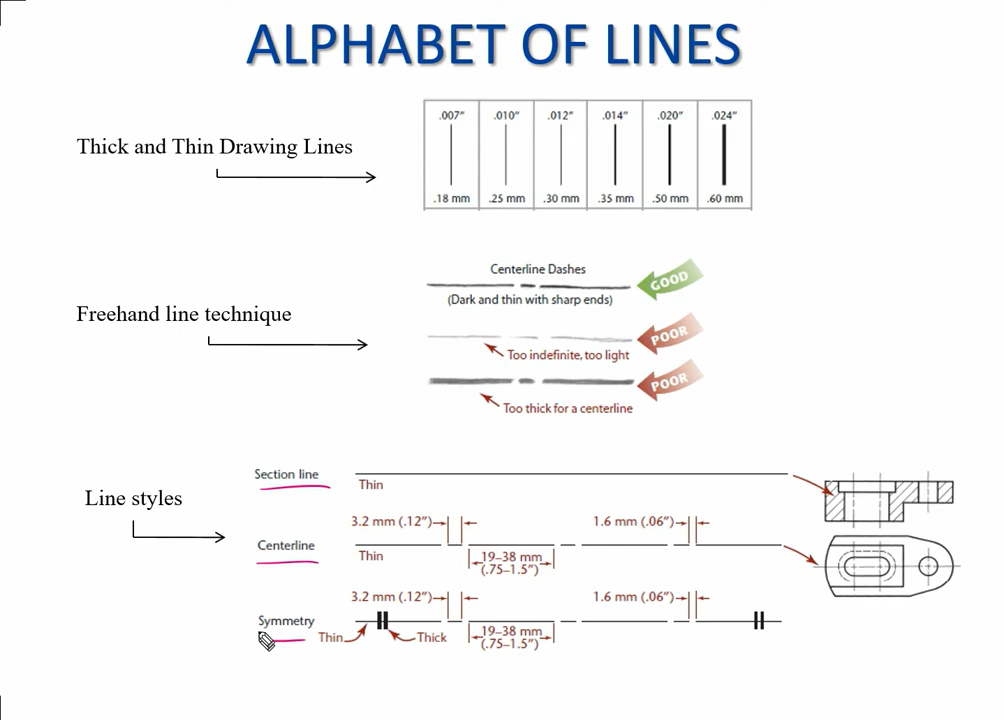 ALPHABET OF LINES
.007" .010" .012" .014" .020" .024"
Thick and Thin Drawing Lines
.18 mm .25 mm .30 mm .35 mm .50 mm .60 mm
Centerline Dashes
GOOD
(Dark and thin with sharp ends)
Freehand line technique
POOR
Too indefinite, too light
POOR
Too thick for a centerline
Section line
Thin
Line styles
3.2 mm (.12") 1.6 mm (.06")
Centerline
Thin 19–38 mm
(.75–1.5")
3.2 mm (.12") 1.6 mm (.06")
Symmetry
Thin Thick 19–38 mm
(.75–1.5")